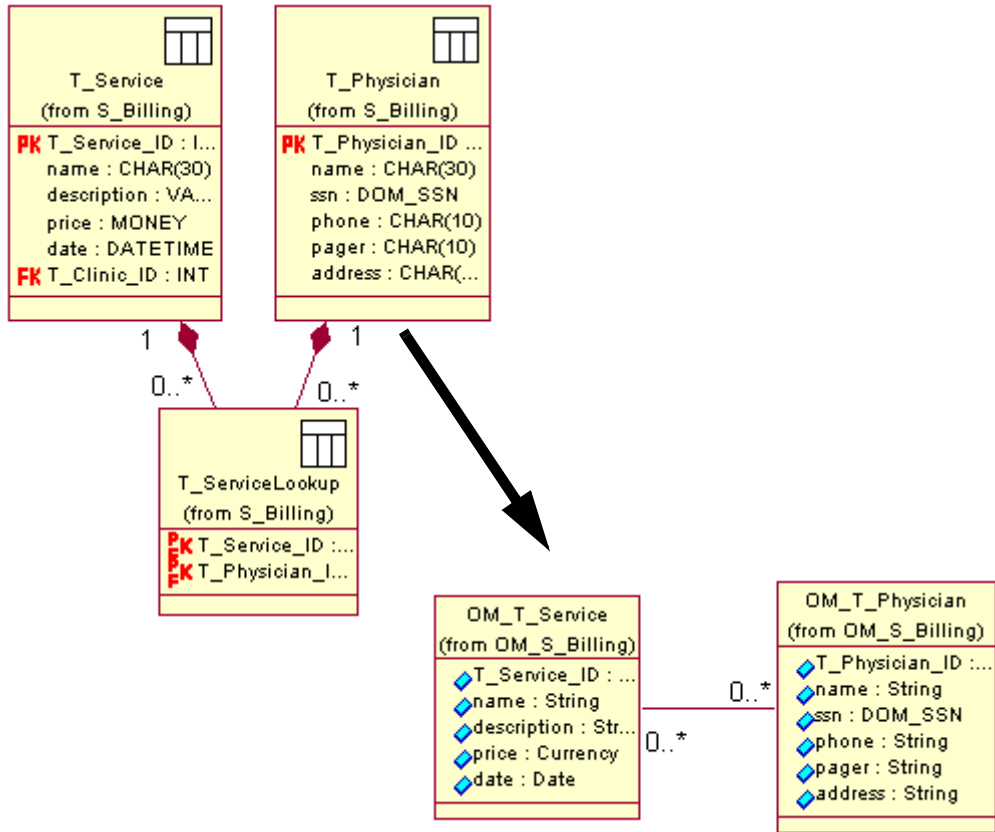 T_Service
(from S_Billing)
PK T_Service_ID : I...
name : CHAR(30)
description : VA...
price : MONEY
date : DATETIME
FK T_Clinic_ID : INT
T_Physician
(from S_Billing)
PK T_Physician_ID ...
name : CHAR(30)
ssn : DOM_SSN
phone : CHAR(10)
pager : CHAR(10)
address : CHAR(...
1
0..*
1
0..*
T_ServiceLookup
(from S_Billing)
PK T_Service_ID :...
PK T_Physician_I...
OM_T_Service
(from OM_S_Billing)
T_Service_ID : ...
name : String
description : Str...
price : Currency
date : Date
0..*
0..*
OM_T_Physician
(from OM_S_Billing)
T_Physician_ID :...
name : String
ssn : DOM_SSN
phone : String
pager : String
address : String